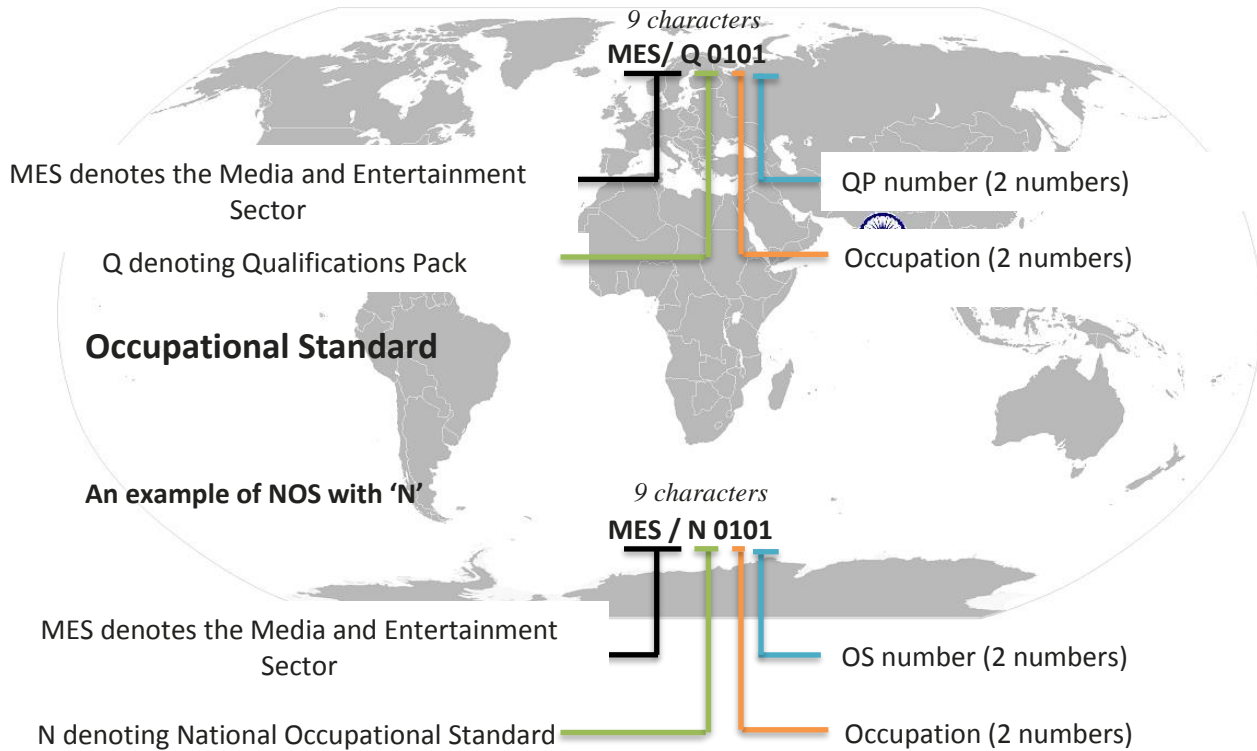 9 characters
MES/ Q 0101
MES denotes the Media and Entertainment
Sector
QP number (2 numbers)
Q denoting Qualifications Pack
Occupation (2 numbers)
Occupational Standard
An example of NOS with ‘N’
9 characters
MES / N 0101
MES denotes the Media and Entertainment
Sector
OS number (2 numbers)
N denoting National Occupational Standard
Occupation (2 numbers)